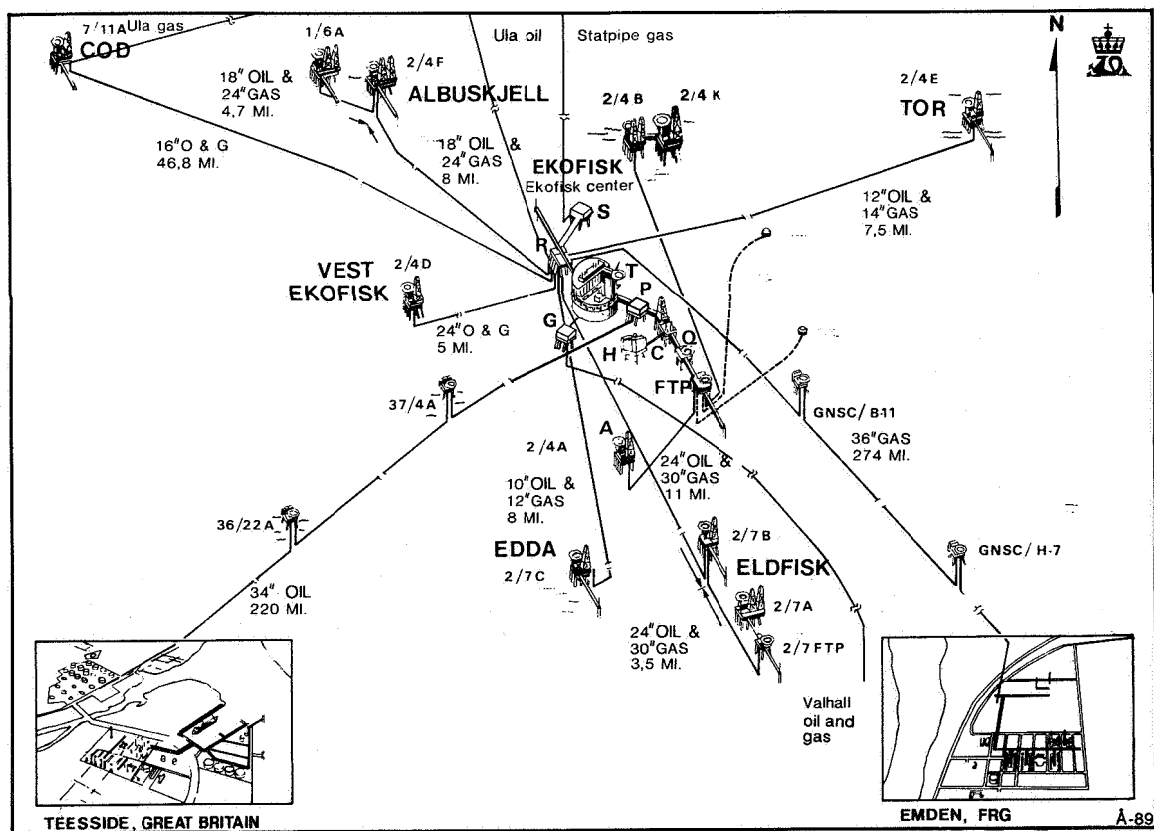 7/11A Ula gas
COD
1/6A
2/4F
ALBUSKJELL
18" OIL &
24" GAS
4,7 MI.
16" O & G
46,8 MI.
18" OIL &
24" GAS
8 MI.
Ula oil
Statpipe gas
2/4 B
2/4 K
2/4 E
TOR
N
EKOFISK
Ekofisk center
S
R
T
P
G
H
C
Q
FTP
A
12" OIL &
14" GAS
7,5 MI.
VEST
EKOFISK
2/4 D
24" O & G
5 MI.
37/4A
36/22A
34" OIL
220 MI.
2/4 A
10" OIL &
12" GAS
8 MI.
EDDA
2/7C
24" OIL &
30" GAS
11 MI.
2/7B
ELDFISK
2/7A
2/7 FTP
24" OIL &
30" GAS
3,5 MI.
GNSC/B-11
36" GAS
274 MI.
GNSC/H-7
Valhall
oil and
gas
TEESSIDE, GREAT BRITAIN
EMDEN, FRG
Å-89